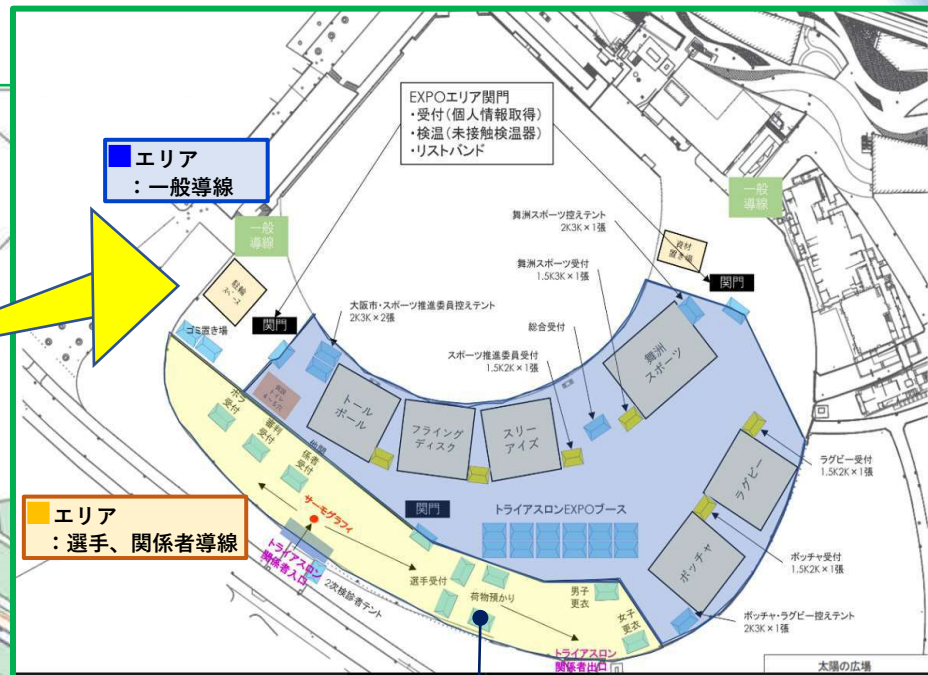 EXPOエリア関門
・受付(個人情報取得)
・検温(未接触検温器)
・リストバンド
エリア
：一般導線
一般
導線
一般
導線
舞洲スポーツ控えテント
2K3K×1張
資材
置き場
舞洲スポーツ受付
1.5K3K×1張
関門
駐輪
スペース
大阪市・スポーツ推進委員控えテント
2K3K×2張
関門
ゴミ置き場
総合受付
スポーツ推進委員受付
1.5K2K×1張
舞洲
スポーツ
トール
ボール
フライング
ディスク
スリー
アイズ
ボラ
受付
審判
受付
係者
受付
ラグビー
ラグビー受付
1.5K2K×1張
エリア
：選手、関係者導線
サーモグラフィ
関門
トライアスロンEXPOブース
ボッチャ
ボッチャ受付
1.5K2K×1張
トライアスロン
関係者入口
2次検診者テント
選手受付
荷物預かり
男子
更衣
女子
更衣
ボッチャ・ラグビー控えテント
2K3K×1張
トライアスロン
関係者出口
太陽の広場